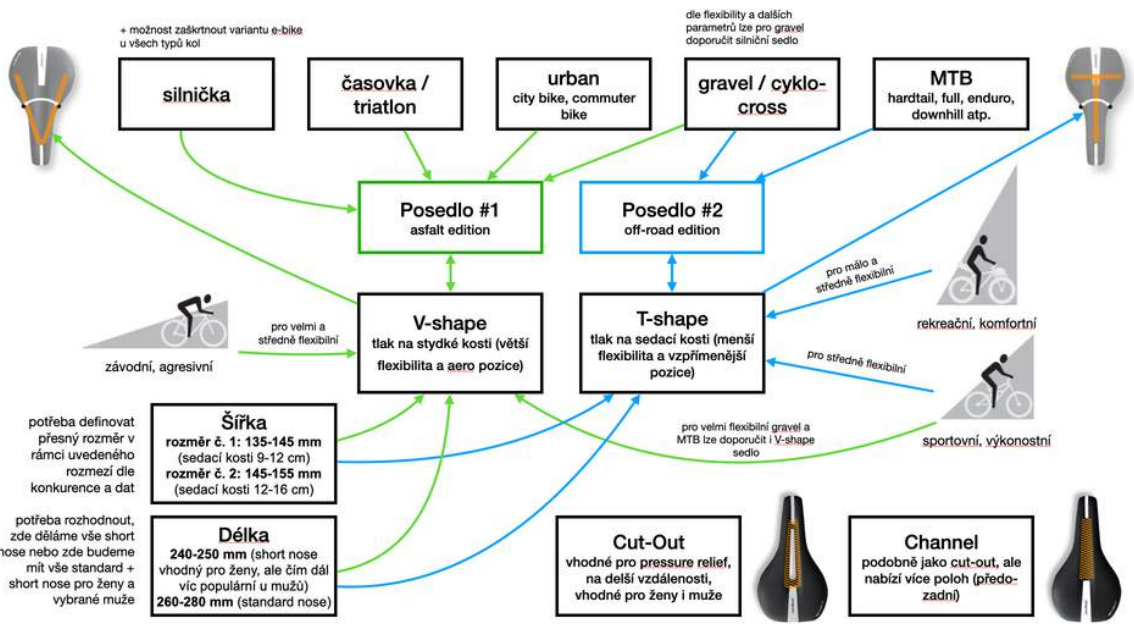 + možnost zaškrtnout variantu e-bike
u všech typů kol
dle flexibility a dalších
parametrů lze pro gravel
doporučit silniční sedlo
silnička
časovka /
triatlon
urban
city bike, commuter
bike
gravel / cyklo-
cross
MTB
hardtail, full, enduro,
downhill atp.
Posedlo #1
asfalt edition
Posedlo #2
off-road edition
pro málo a
středně flexibilní
rekreační, komfortní
pro velmi a
středně flexibilní
závodní, agresivní
V-shape
tlak na stydké kosti (větší
flexibilita a aero pozice)
T-shape
tlak na sedací kosti (menší
flexibilita a vzpřímenější
pozice)
pro středně flexibilní
sportovní, výkonostní
pro velmi flexibilní gravel a
MTB lze doporučit i V-shape
sedlo
potřeba definovat
přesný rozměr v
rámci uvedeného
rozmezí dle
konkurence a dat
Šířka
rozměr č. 1: 135-145 mm
(sedací kosti 9-12 cm)
rozměr č. 2: 145-155 mm
(sedací kosti 12-16 cm)
potřeba rozhodnout,
zde děláme vše short
nose nebo zde budeme
mít vše standard +
short nose pro ženy a
vybrané muže
Délka
240-250 mm (short nose
vhodný pro ženy, ale čím dál
víc populární u mužů)
260-280 mm (standard nose)
Cut-Out
vhodné pro pressure relief,
na delší vzdálenosti,
vhodné pro ženy i muže
Channel
podobně jako cut-out, ale
nabízí více poloh (předo-
zadní)